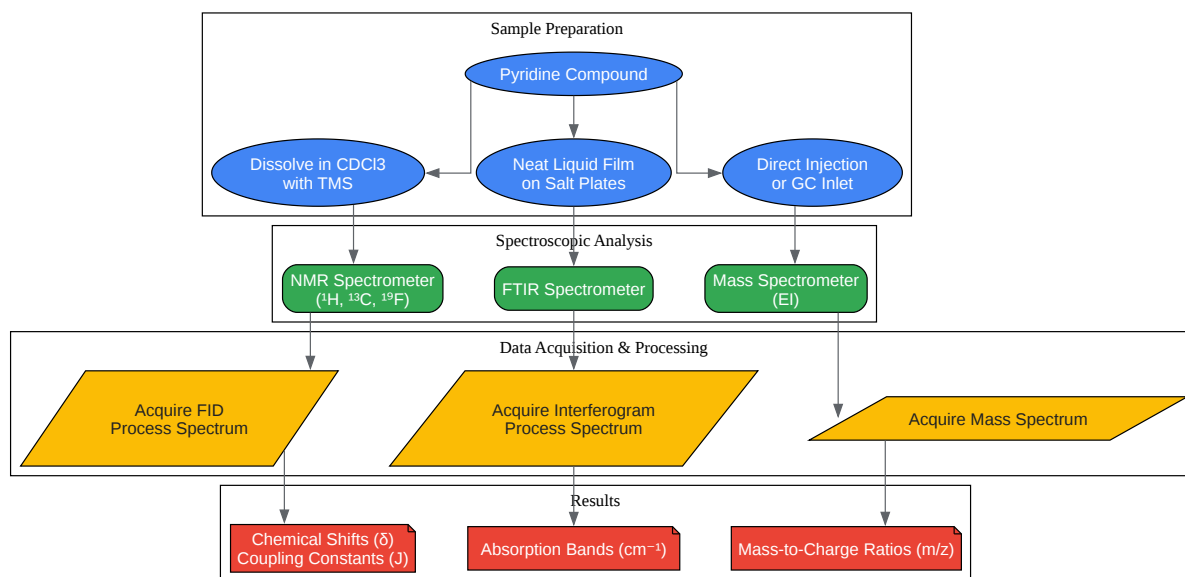 Sample Preparation
Pyridine Compound
Dissolve in CDCl3
with TMS
Neat Liquid Film
on Salt Plates
Direct Injection
or GC Inlet
Spectroscopic Analysis
NMR Spectrometer
(¹H, ¹³C, ¹⁹F)
FTIR Spectrometer
Mass Spectrometer
(EI)
Data Acquisition & Processing
Acquire FID
Process Spectrum
Acquire Interferogram
Process Spectrum
Acquire Mass Spectrum
Results
Chemical Shifts (δ)
Coupling Constants (J)
Absorption Bands (cm⁻¹)
Mass-to-Charge Ratios (m/z)